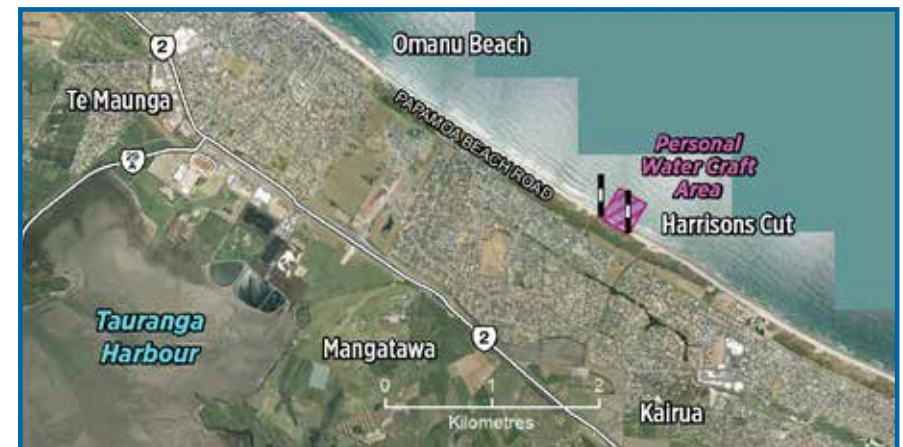 2
Omanu Beach
Te Maunga
PAPAMOA BEACH ROAD
29
A
Personal
Water Craft
Area
Harrisons Cut
Tauranga
Harbour
Mangatawa
2
0 1 2
Kilometres
Kairua